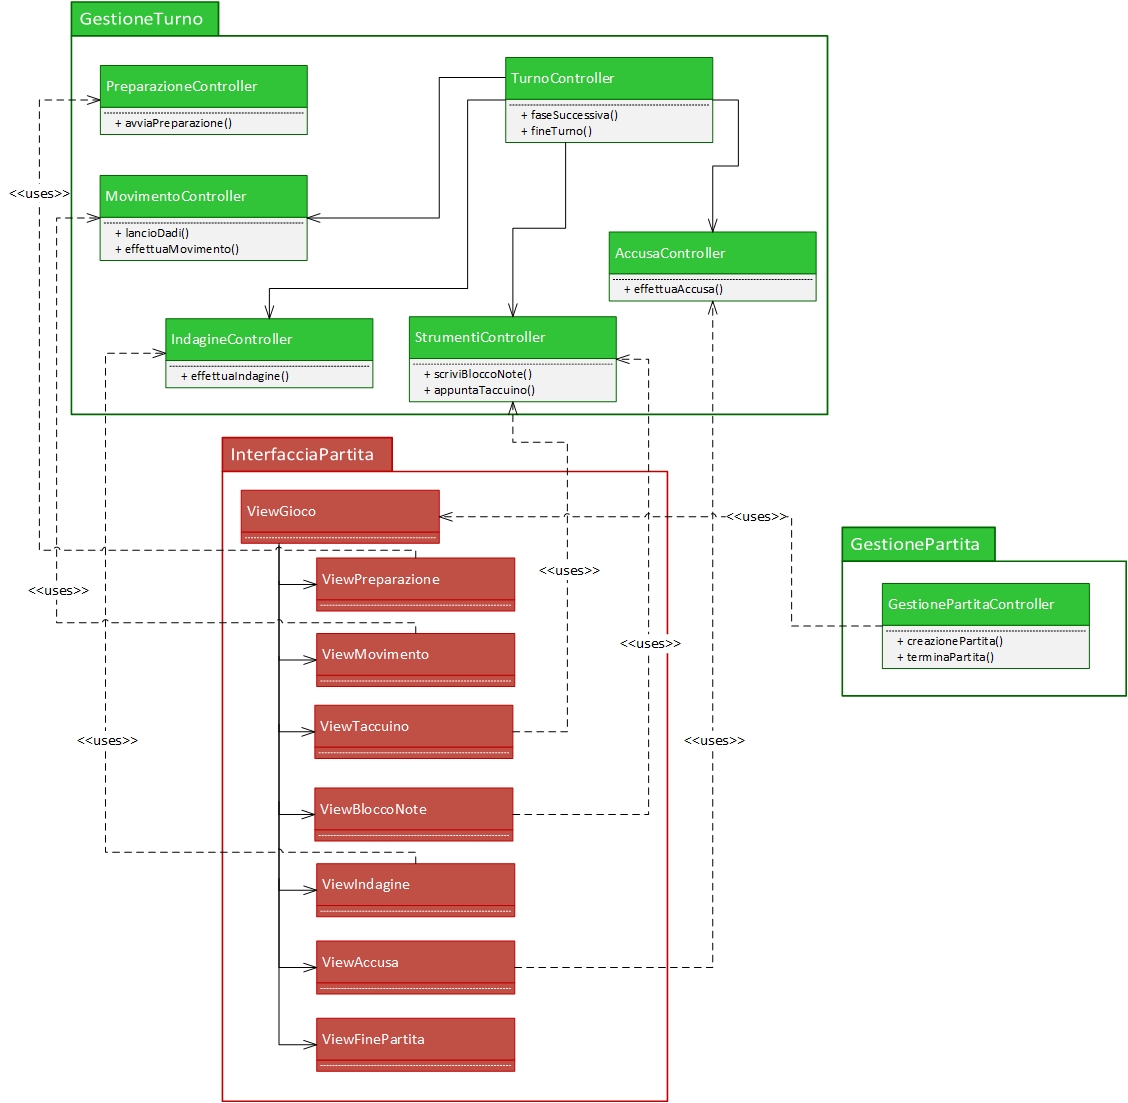 GestioneTurno
PreparazioneController
+ avviaPreparazione()
TurnoController
+ faseSuccessiva()
+ fineTurno()
<<uses>>
MovimentoController
+ lancioDadi()
+ effettuaMovimento()
AccusaController
+ effettuaAccusa()
IndagineController
+ effettuaIndagine()
StrumentiController
+ scriviBloccoNote()
+ appuntaTaccuino()
InterfacciaPartita
ViewGioco
<<uses>>
GestionePartita
GestionePartitaController
+ creazionePartita()
+ terminaPartita()
ViewPreparazione
<<uses>>
<<uses>>
ViewMovimento
<<uses>>
ViewTaccuino
<<uses>>
<<uses>>
ViewBloccoNote
ViewIndagine
ViewAccusa
ViewFinePartita